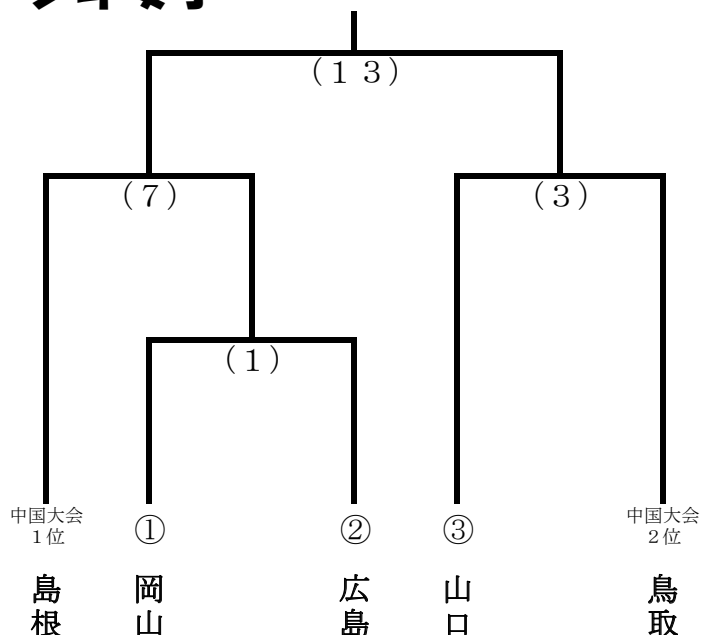 (13)
(7)
(3)
(1)
中国大会
1位
①
②
③
中国大会
2位
島根
岡山
広島
山口
鳥取